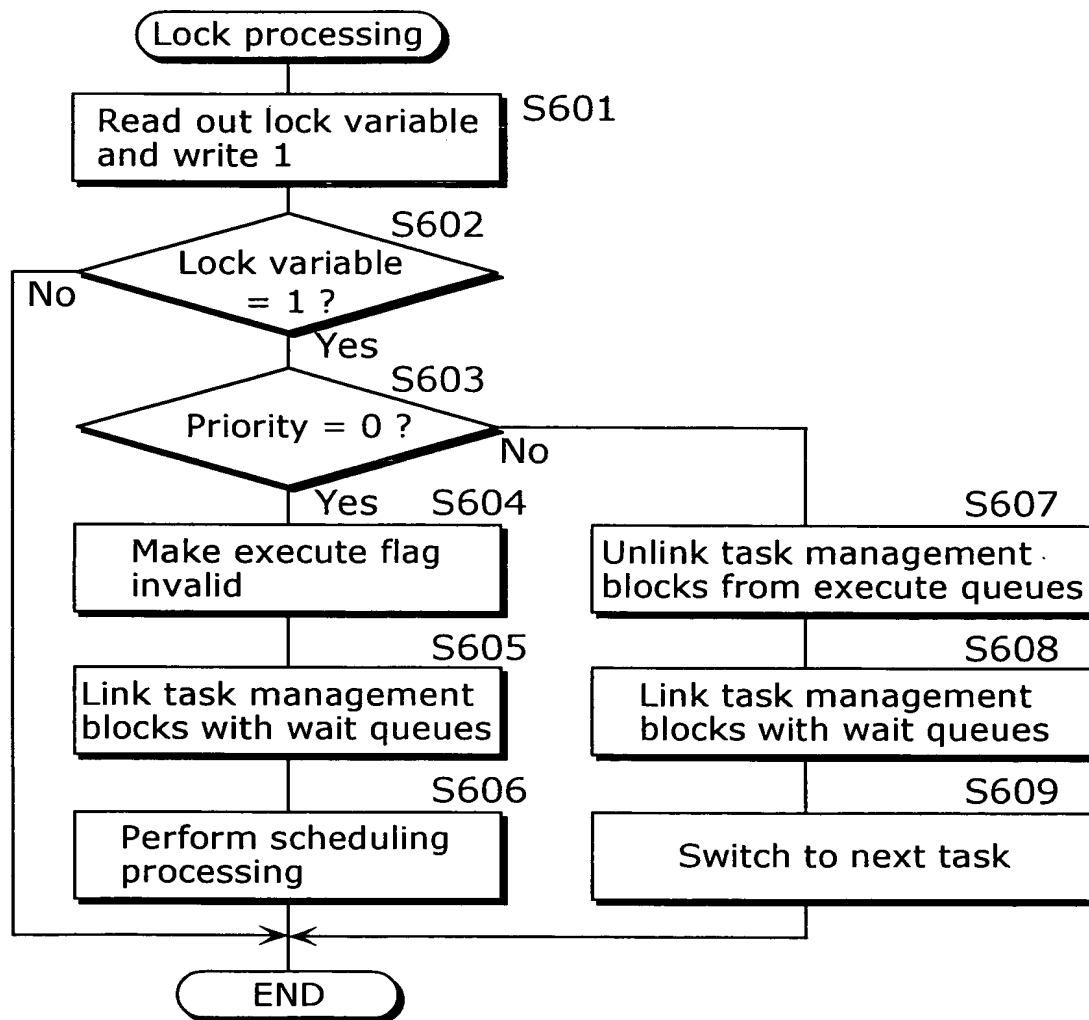 Lock processing
S601
Read out lock variable
and write 1
S602
Lock variable
= 1 ?
No
Yes
S603
Priority = 0 ?
No
Yes
S604
Make execute flag
invalid
S605
Link task management
blocks with wait queues
S606
Perform scheduling
processing
S607
Unlink task management
blocks from execute queues
S608
Link task management
blocks with wait queues
S609
Switch to next task
END